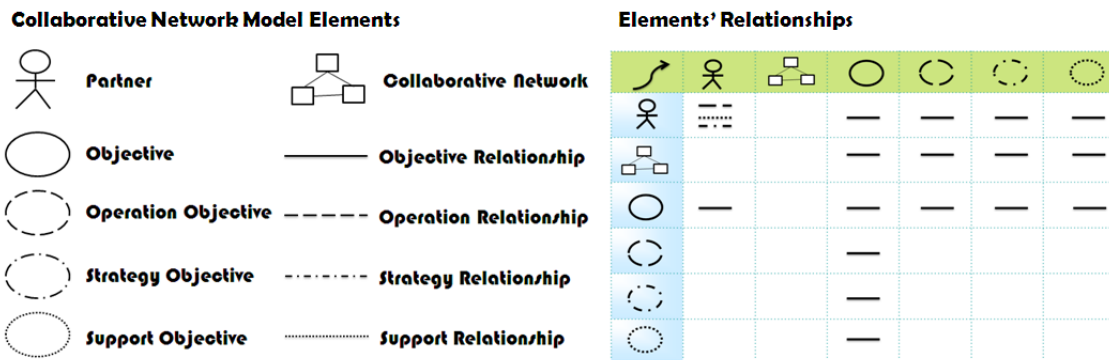 Collaborative Network Model Elements
Partner
Collaborative Network
Objective
Objective Relationship
Operation Objective
Operation Relationship
Strategy Objective
Strategy Relationship
Support Objective
Support Relationship
Elements’ Relationships